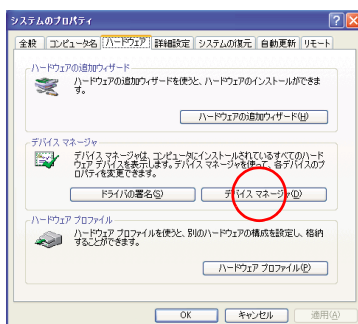 システムのプロパティ
全般 コンピュータ名 ハードウェア 詳細設定 システムの復元 自動更新 リモート
ハードウェアの追加ウィザード
ハードウェアの追加ウィザードを使うと、ハードウェアのインストールができま
す。
ハードウェアの追加ウィザード(H)
デバイス マネージャ
デバイス マネージャは、コンピュータにインストールされているすべてのハード
ウェア デバイスを表示します。デバイス マネージャを使って、各デバイスのプ
ロパティを変更できます。
ドライバの署名(S) デバイス マネージャ(D)
ハードウェア プロファイル
ハードウェア プロファイルを使うと、別のハードウェアの構成を設定し、格納
することができます。
ハードウェア プロファイル(P)
OK キャンセル 適用(A)